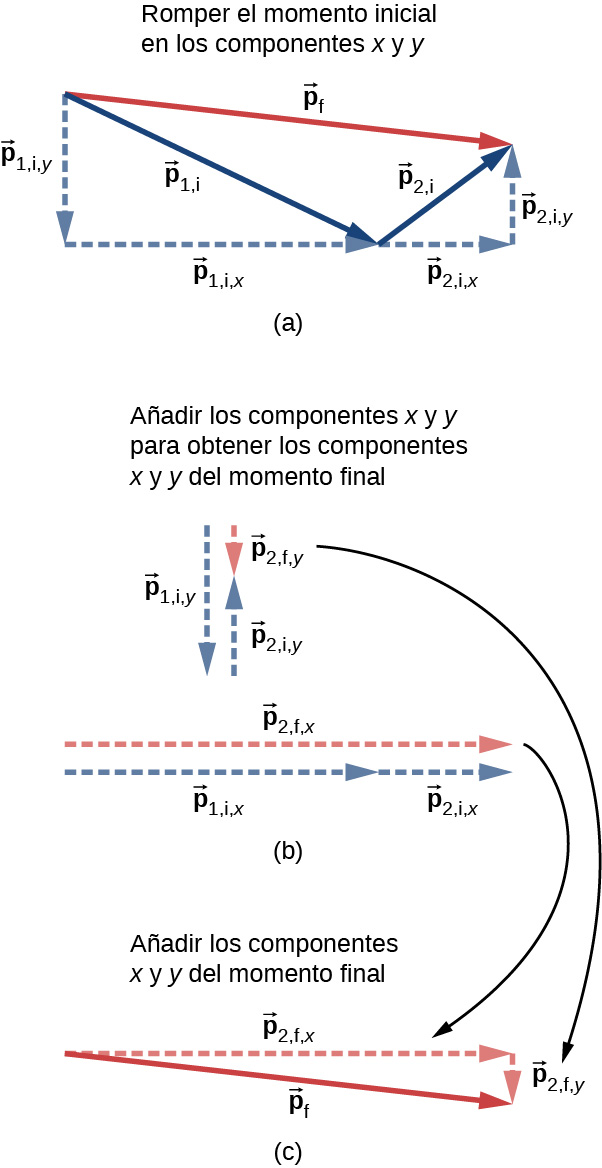 Romper el momento inicial
en los componentes x y y
p⃗f
p⃗1,i,y
p⃗1,i
p⃗2,i
p⃗2,i,y
p⃗1,i,x
p⃗2,i,x
(a)
Añadir los componentes x y y
para obtener los componentes
x y y del momento final
p⃗2,f,y
p⃗1,i,y
p⃗2,i,y
p⃗2,f,x
p⃗1,i,x
p⃗2,i,x
(b)
Añadir los componentes
x y y del momento final
p⃗2,f,x
p⃗2,f,y
p⃗f
(c)